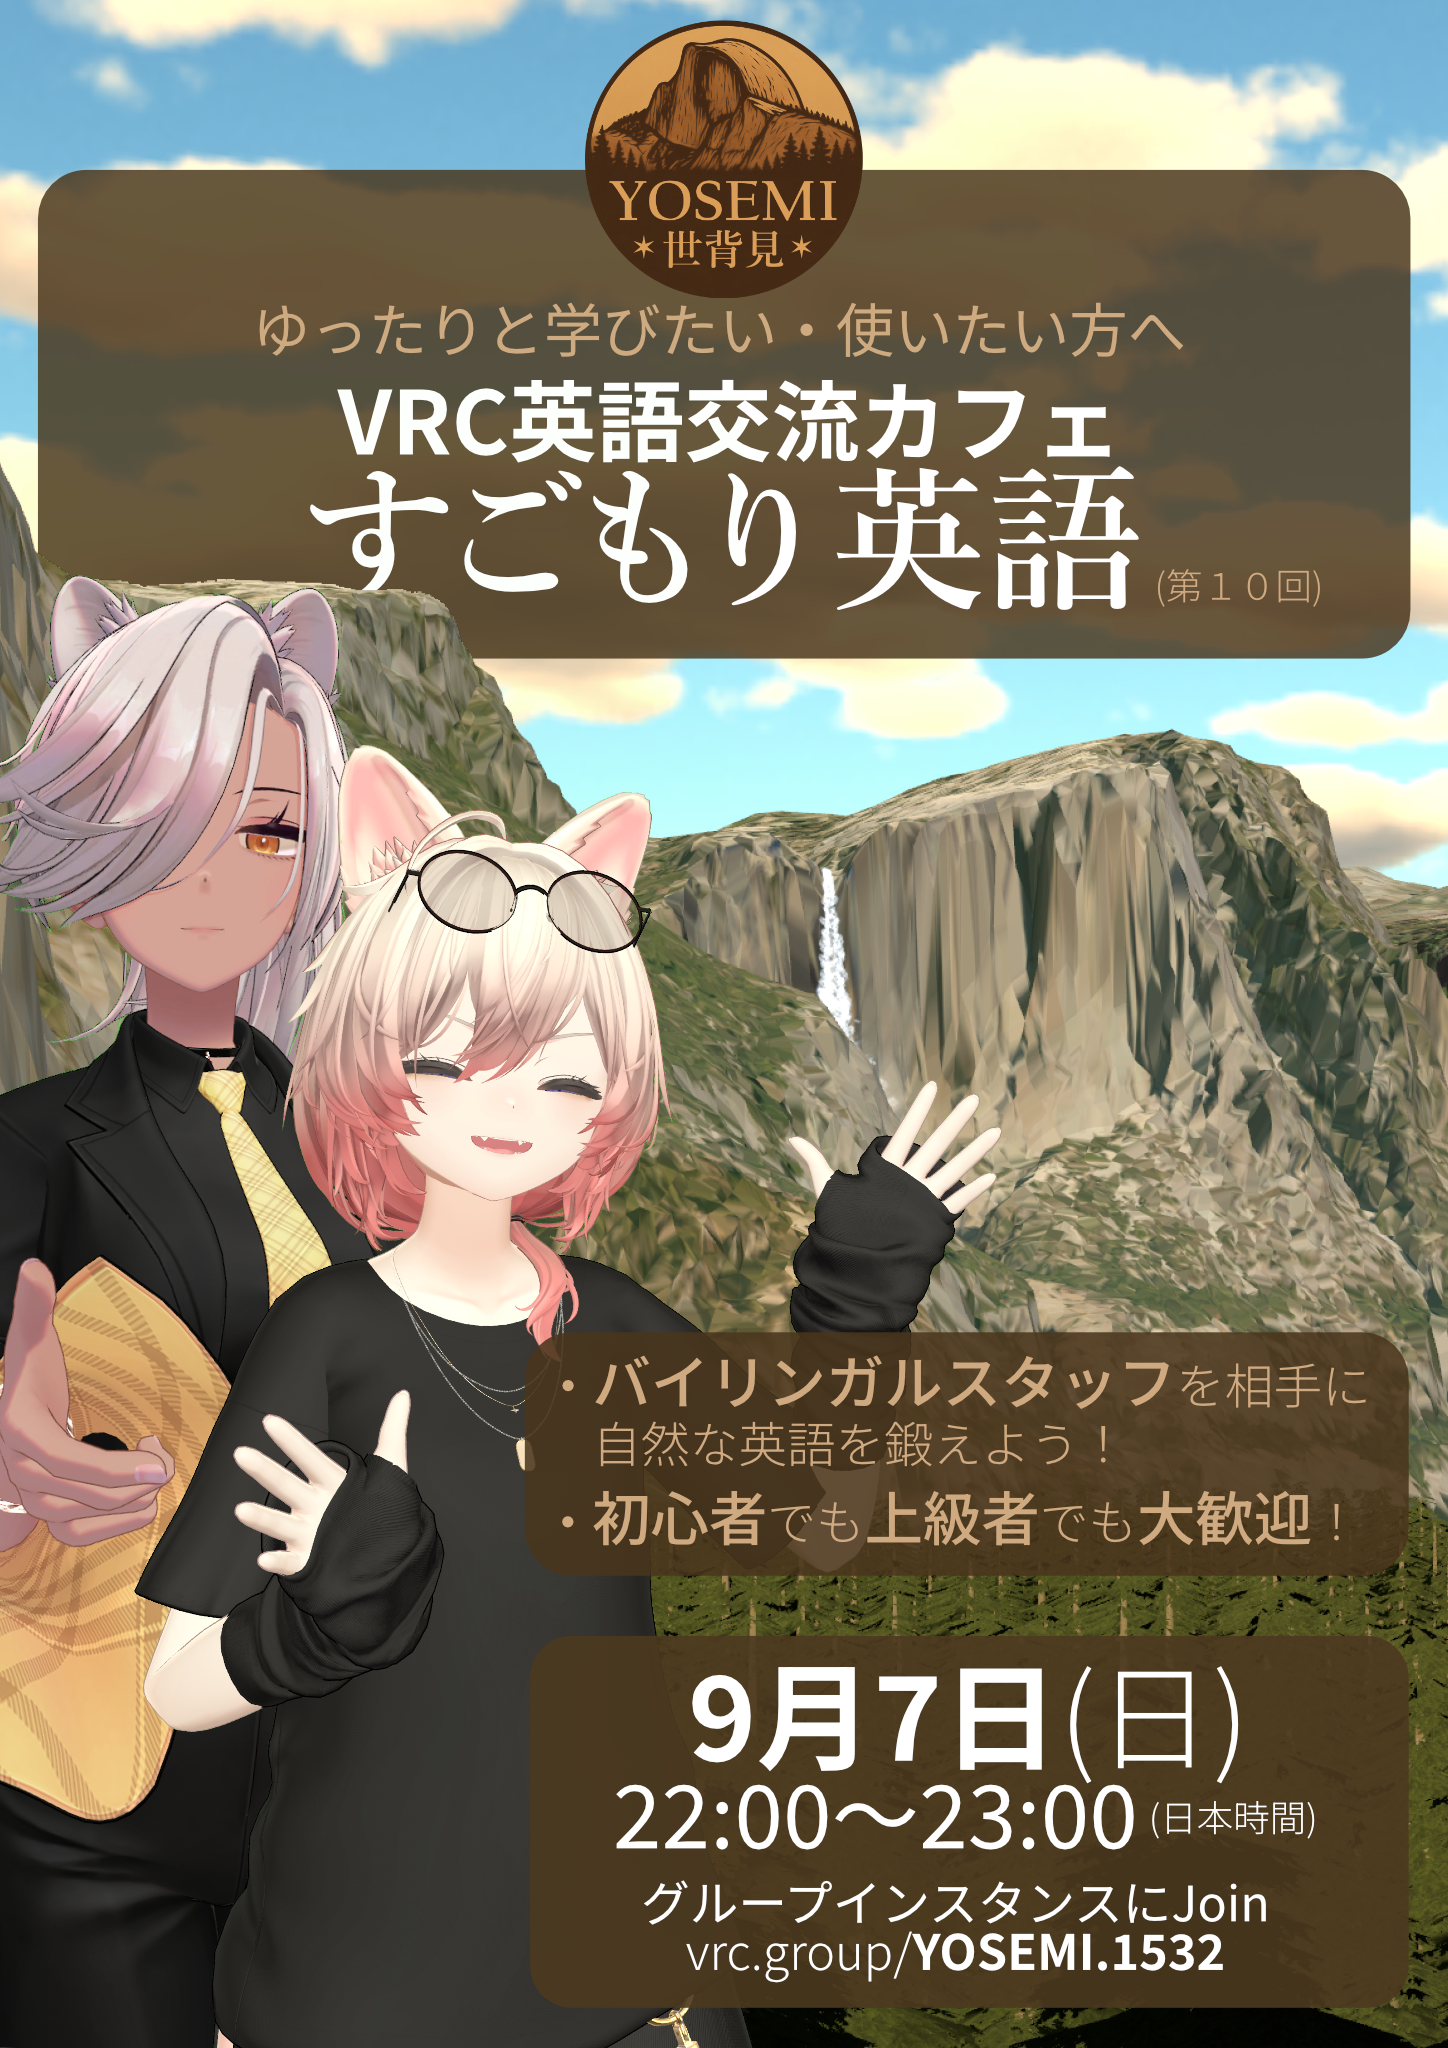 YOSEMI
✶世背見✶
ゆったりと学びたい・使いたい方へ
VRC英語交流カフェ
すごもり英語
(第１０回)
・バイリンガルスタッフを相手に
自然な英語を鍛えよう！
・初心者でも上級者でも大歓迎！
9月7日(日)
22:00〜23:00 (日本時間)
グループインスタンスにJoin
vrc.group/YOSEMI.1532